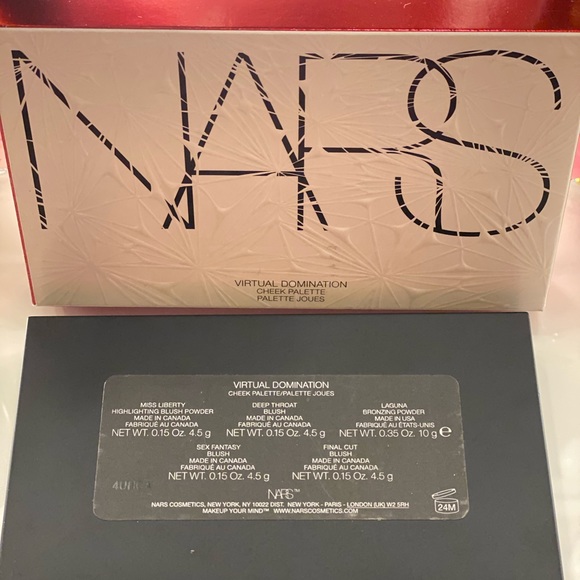 NARS
VIRTUAL DOMINATION
CHEEK PALETTE
PALETTE JOUES
VIRTUAL DOMINATION
CHEEK PALETTE/PALETTE JOUES
MISS LIBERTY
HIGHLIGHTING BLUSH POWDER
MADE IN CANADA
FABRIQUÉ AU CANADA
NET WT. 0.15 Oz. 4.5 g
DEEP THROAT
BLUSH
MADE IN CANADA
FABRIQUÉ AU CANADA
NET WT. 0.15 Oz. 4.5 g
LAGUNA
BRONZING POWDER
MADE IN USA
FABRIQUÉ AU ÉTATS-UNIS
NET WT. 0.35 Oz. 10 g ℮
SEX FANTASY
BLUSH
MADE IN CANADA
FABRIQUÉ AU CANADA
NET WT. 0.15 Oz. 4.5 g
FINAL CUT
BLUSH
MADE IN CANADA
FABRIQUÉ AU CANADA
NET WT. 0.15 Oz. 4.5 g
NARS™
NARS COSMETICS, NEW YORK, NY 10022 DIST. NEW YORK - PARIS - LONDON (UK) W2 5RH
MAKEUP YOUR MIND™ WWW.NARSCOSMETICS.COM
24M